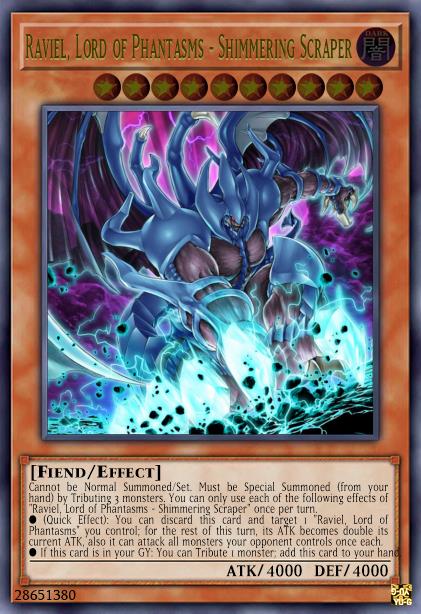 Raviel, Lord of Phantasms - Shimmering Scraper
DARK
闇
[Fiend/Effect]
Cannot be Normal Summoned/Set. Must be Special Summoned (from your
hand) by Tributing 3 monsters. You can only use each of the following effects of
"Raviel, Lord of Phantasms - Shimmering Scraper" once per turn.
● (Quick Effect): You can discard this card and target 1 "Raviel, Lord of
Phantasms" you control; for the rest of this turn, its ATK becomes double its
current ATK, also it can attack all monsters your opponent controls once each.
● If this card is in your GY: You can Tribute 1 monster; add this card to your hand
ATK/4000 DEF/4000
28651380